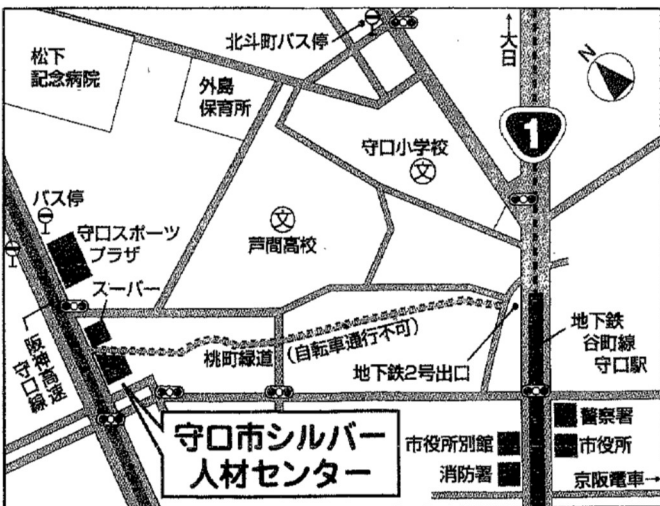 北斗町バス停
↑大日
N
松下
記念病院
外島
保育所
1
守口小学校
文
バス停
文
芦間高校
守口スポーツ
プラザ
スーパー
阪神高速
守口線
桃町緑道
(自転車通行不可)
地下鉄2号出口
地下鉄
谷町線
守口駅
守口市シルバー
人材センター
警察署
市役所別館
市役所
消防署
京阪電車→